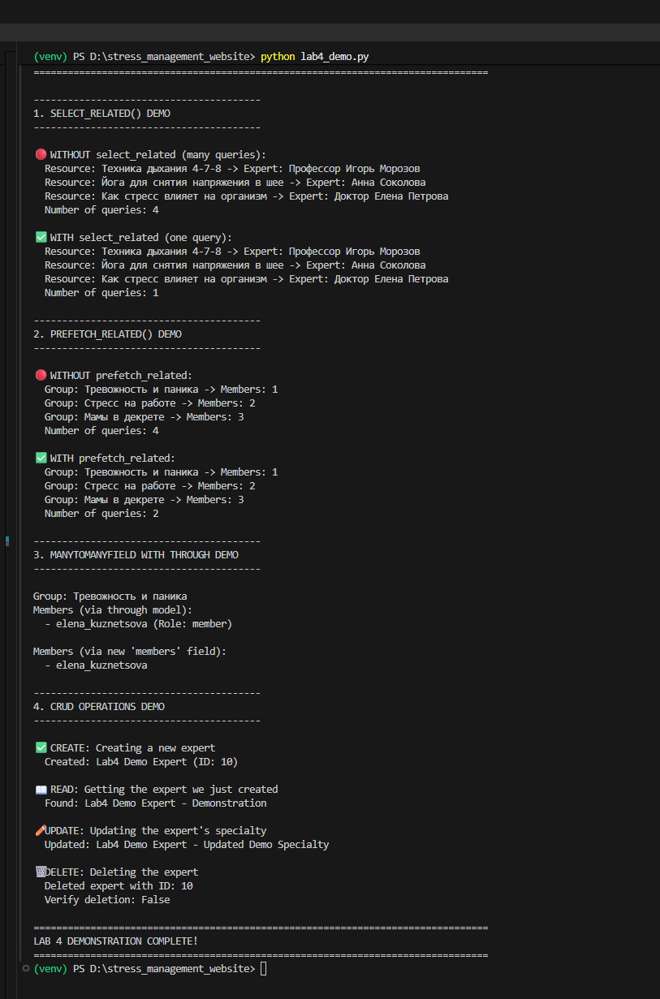 (venv) PS D:\stress_management_website> python lab4_demo.py
================================================================================
----------------------------------------
1. SELECT_RELATED() DEMO
----------------------------------------
🔴 WITHOUT select_related (many queries):
Resource: Техника дыхания 4-7-8 -> Expert: Профессор Игорь Морозов
Resource: Йога для снятия напряжения в шее -> Expert: Анна Соколова
Resource: Как стресс влияет на организм -> Expert: Доктор Елена Петрова
Number of queries: 4
✅ WITH select_related (one query):
Resource: Техника дыхания 4-7-8 -> Expert: Профессор Игорь Морозов
Resource: Йога для снятия напряжения в шее -> Expert: Анна Соколова
Resource: Как стресс влияет на организм -> Expert: Доктор Елена Петрова
Number of queries: 1
----------------------------------------
2. PREFETCH_RELATED() DEMO
----------------------------------------
🔴 WITHOUT prefetch_related:
Group: Тревожность и паника -> Members: 1
Group: Стресс на работе -> Members: 2
Group: Мамы в декрете -> Members: 3
Number of queries: 4
✅ WITH prefetch_related:
Group: Тревожность и паника -> Members: 1
Group: Стресс на работе -> Members: 2
Group: Мамы в декрете -> Members: 3
Number of queries: 2
----------------------------------------
3. MANYTOMANYFIELD WITH THROUGH DEMO
----------------------------------------
Group: Тревожность и паника
Members (via through model):
- elena_kuznetsova (Role: member)
Members (via new 'members' field):
- elena_kuznetsova
----------------------------------------
4. CRUD OPERATIONS DEMO
----------------------------------------
✅ CREATE: Creating a new expert
Created: Lab4 Demo Expert (ID: 10)
📖 READ: Getting the expert we just created
Found: Lab4 Demo Expert - Demonstration
✏️UPDATE: Updating the expert's specialty
Updated: Lab4 Demo Expert - Updated Demo Specialty
🗑️DELETE: Deleting the expert
Deleted expert with ID: 10
Verify deletion: False
================================================================================
LAB 4 DEMONSTRATION COMPLETE!
================================================================================
(venv) PS D:\stress_management_website>